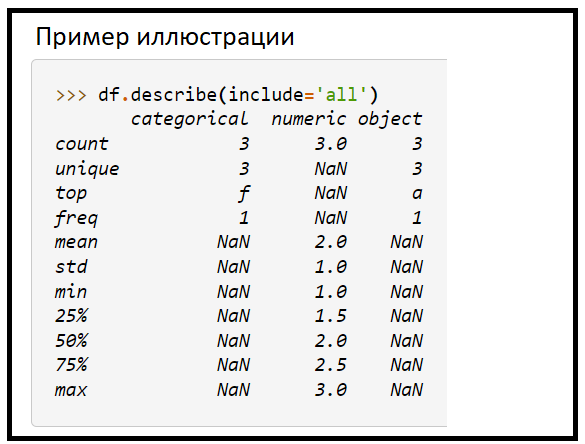 Пример иллюстрации
>>> df.describe(include='all')
       categorical  numeric object
count            3      3.0      3
unique           3      NaN      3
top              f      NaN      a
freq             1      NaN      1
mean           NaN      2.0    NaN
std            NaN      1.0    NaN
min            NaN      1.0    NaN
25%            NaN      1.5    NaN
50%            NaN      2.0    NaN
75%            NaN      2.5    NaN
max            NaN      3.0    NaN